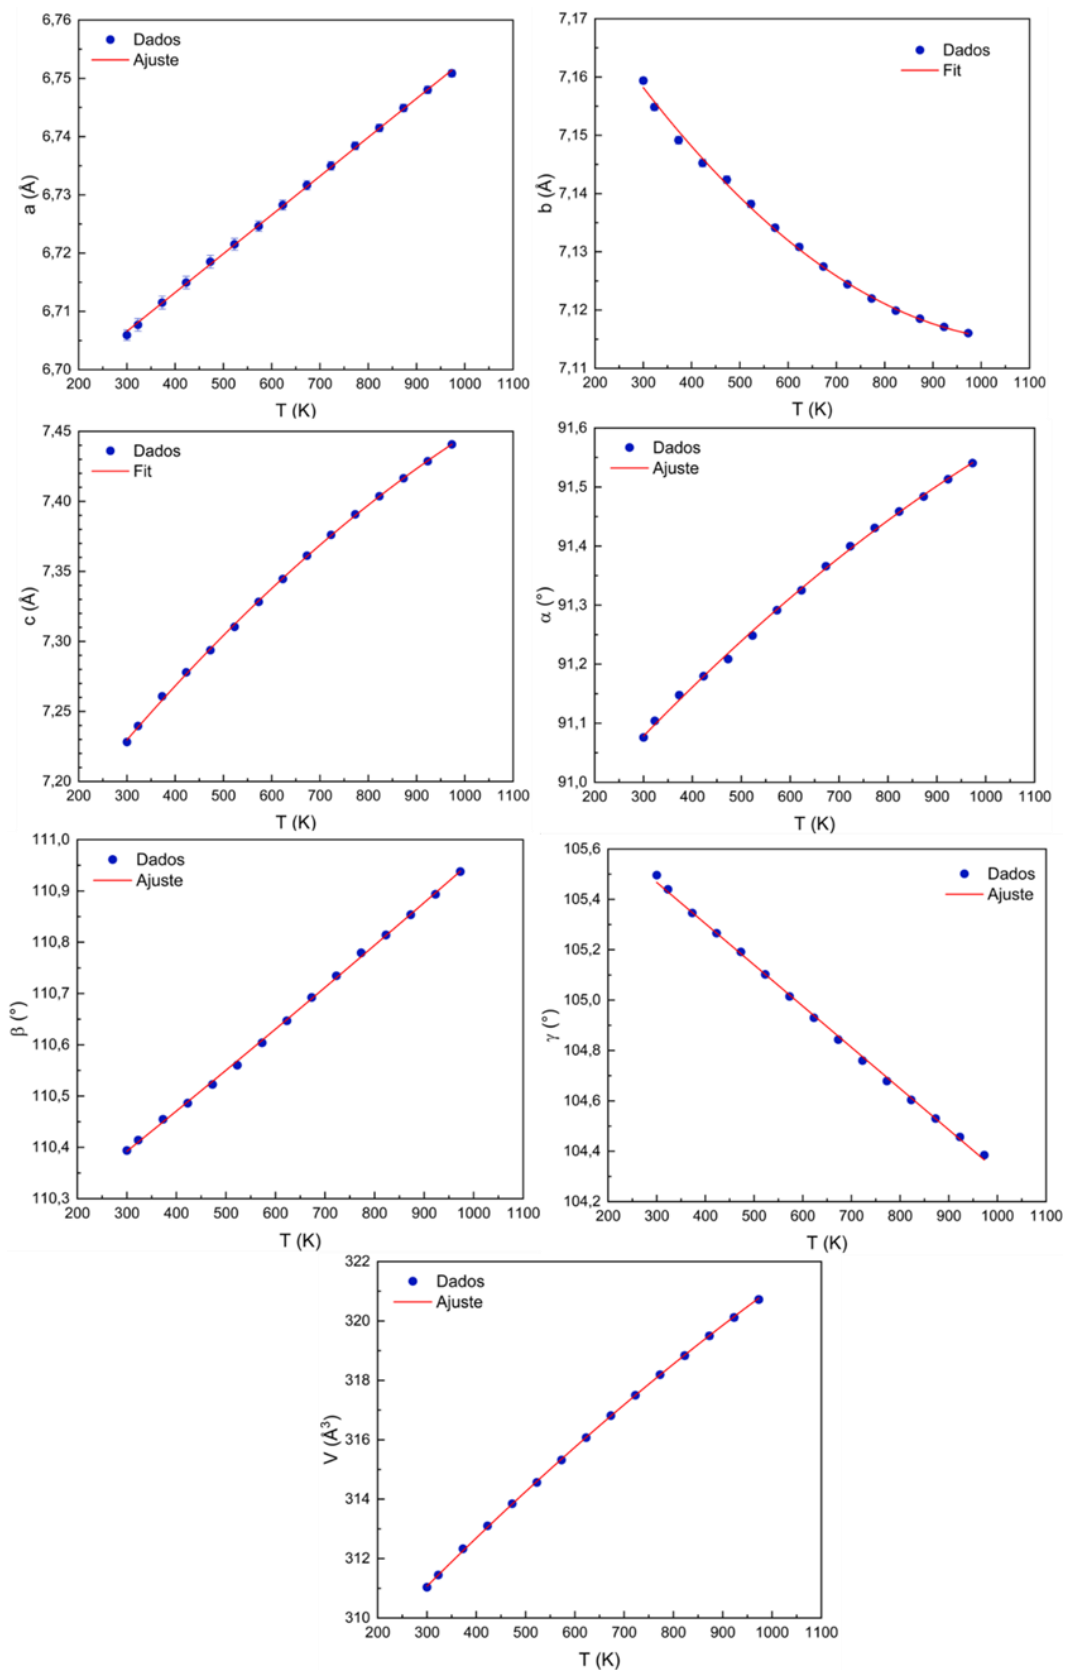 6,76
6,75
6,74
6,73
6,72
6,71
6,70
a (Å)
Dados
Ajuste
200 300 400 500 600 700 800 900 1000 1100
T (K)
7,17
7,16
7,15
7,14
7,13
7,12
7,11
b (Å)
Dados
Fit
200 300 400 500 600 700 800 900 1000 1100
T (K)
7,45
7,40
7,35
7,30
7,25
7,20
c (Å)
Dados
Fit
200 300 400 500 600 700 800 900 1000 1100
T (K)
91,6
91,5
91,4
91,3
91,2
91,1
91,0
α (°)
Dados
Ajuste
200 300 400 500 600 700 800 900 1000 1100
T (K)
111,0
110,9
110,8
110,7
110,6
110,5
110,4
110,3
β (°)
Dados
Ajuste
200 300 400 500 600 700 800 900 1000 1100
T (K)
105,6
105,4
105,2
105,0
104,8
104,6
104,4
104,2
γ (°)
Dados
Ajuste
200 300 400 500 600 700 800 900 1000 1100
T (K)
322
320
318
316
314
312
310
V (Å³)
Dados
Ajuste
200 300 400 500 600 700 800 900 1000 1100
T (K)